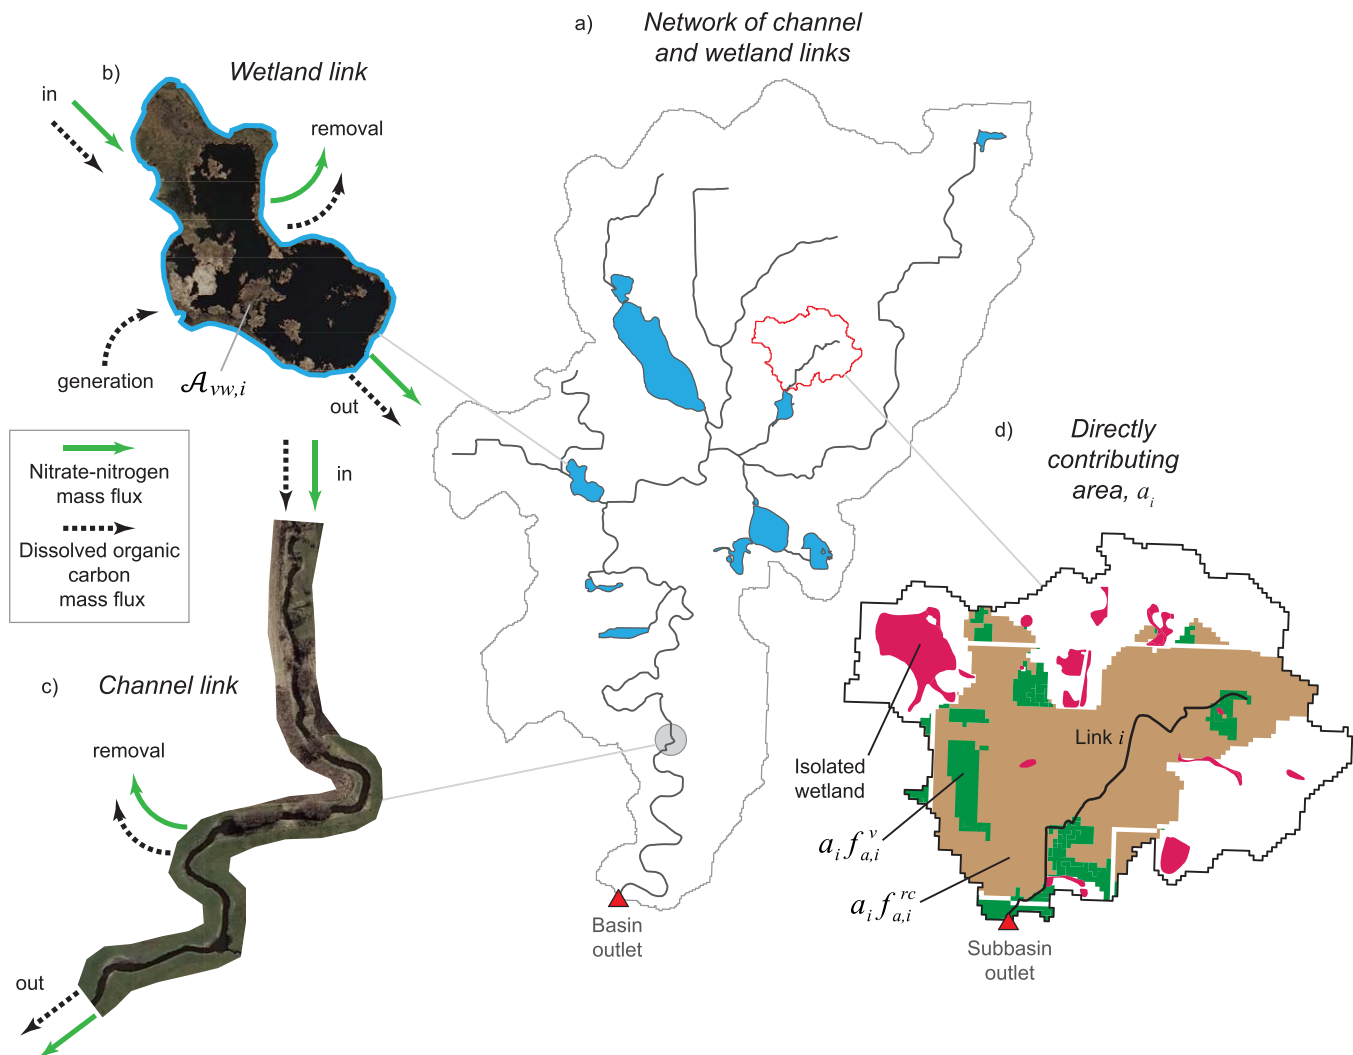 a)
Network of channel
and wetland links
b)
Wetland link
in
removal
generation
𝒜vw,i
out
Nitrate-nitrogen
mass flux
Dissolved organic
carbon
mass flux
in
c)
Channel link
removal
out
Basin
outlet
d)
Directly
contributing
area, ai
Link i
Isolated
wetland
ai f a,i v
ai f a,i rc
Subbasin
outlet